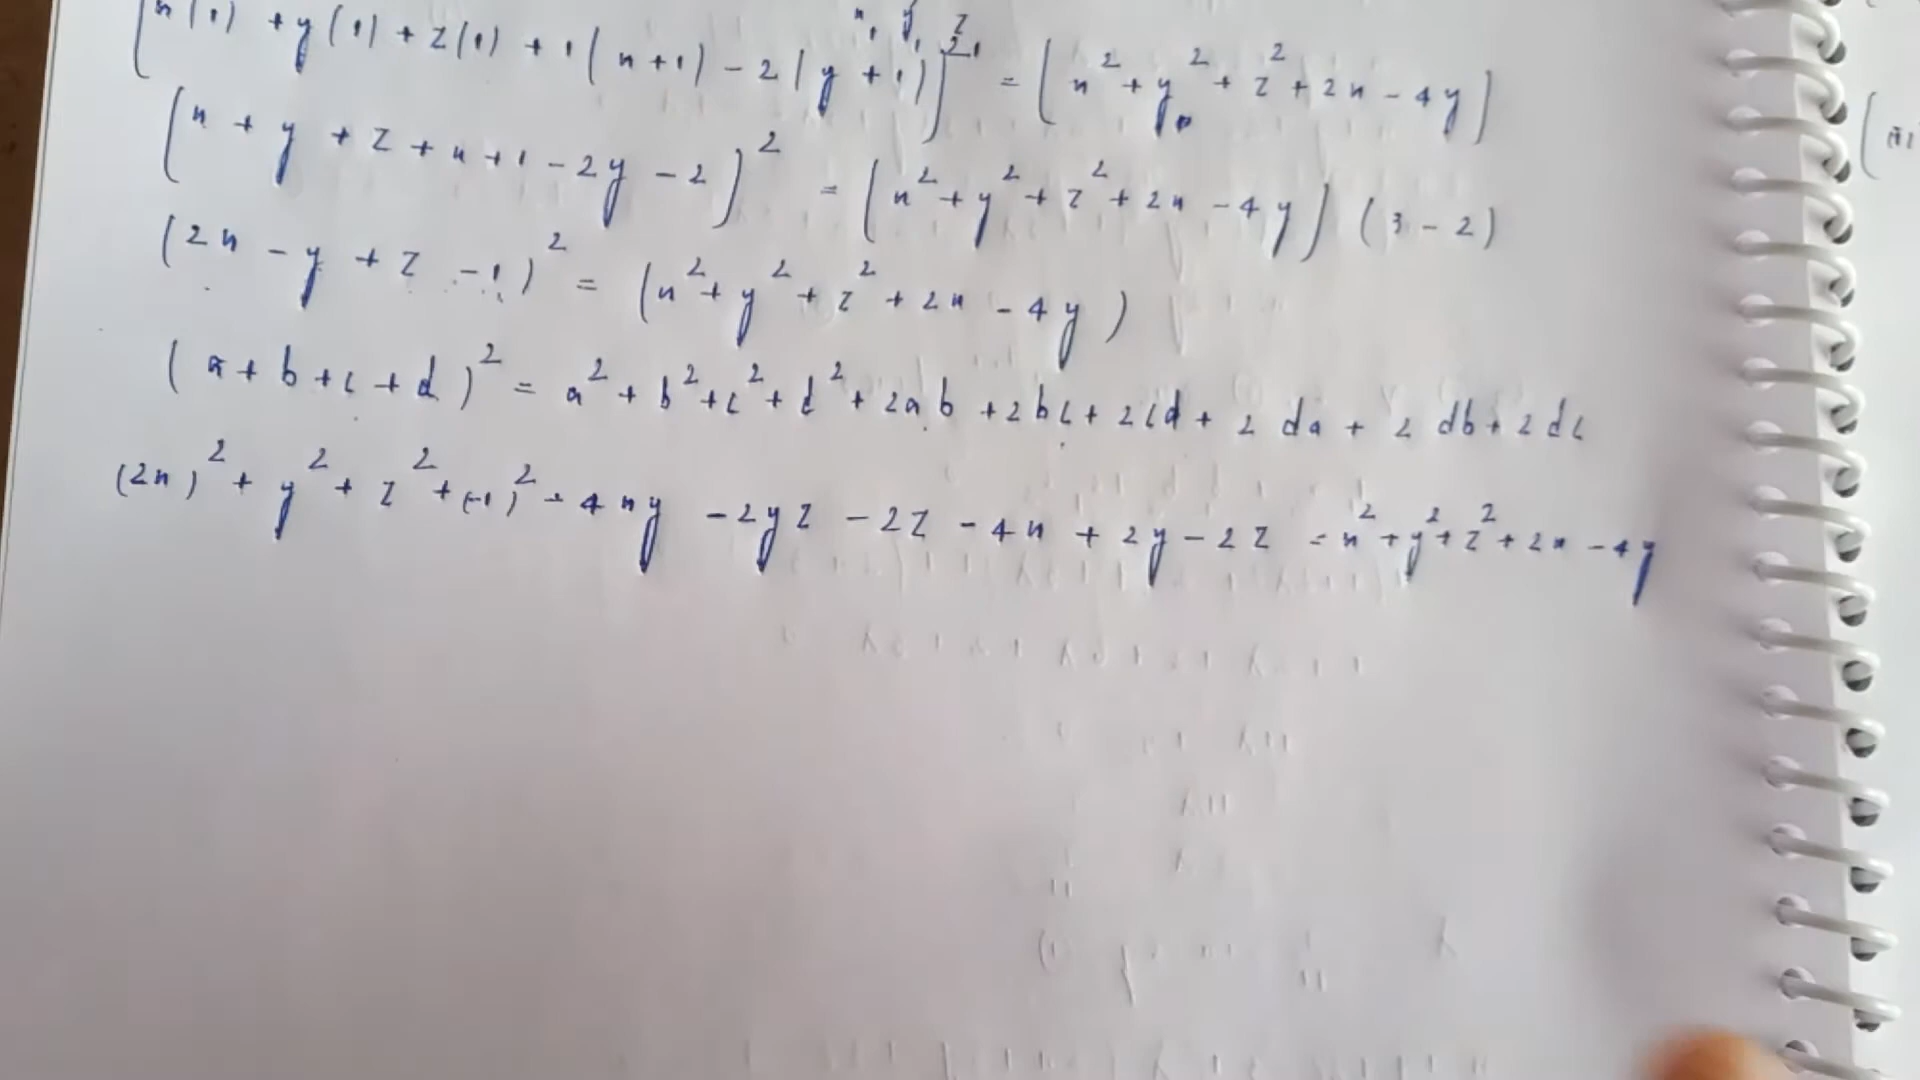 [x(1) + y(1) + z(1) + 1(x+1) - 2(y+1)]² = [x² + y² + z² + 2x - 4y]
x, y, z
(x + y + z + x + 1 - 2y - 2)² = (x² + y² + z² + 2x - 4y) (3 - 2)
(2x - y + z - 1)² = (x² + y² + z² + 2x - 4y)
(a + b + c + d)² = a² + b² + c² + d² + 2ab + 2bc + 2cd + 2da + 2db + 2dc
(2x)² + y² + z² + (-1)² - 4xy - 2yz - 2z - 4x + 2y - 2z = x² + y² + z² + 2x - 4y